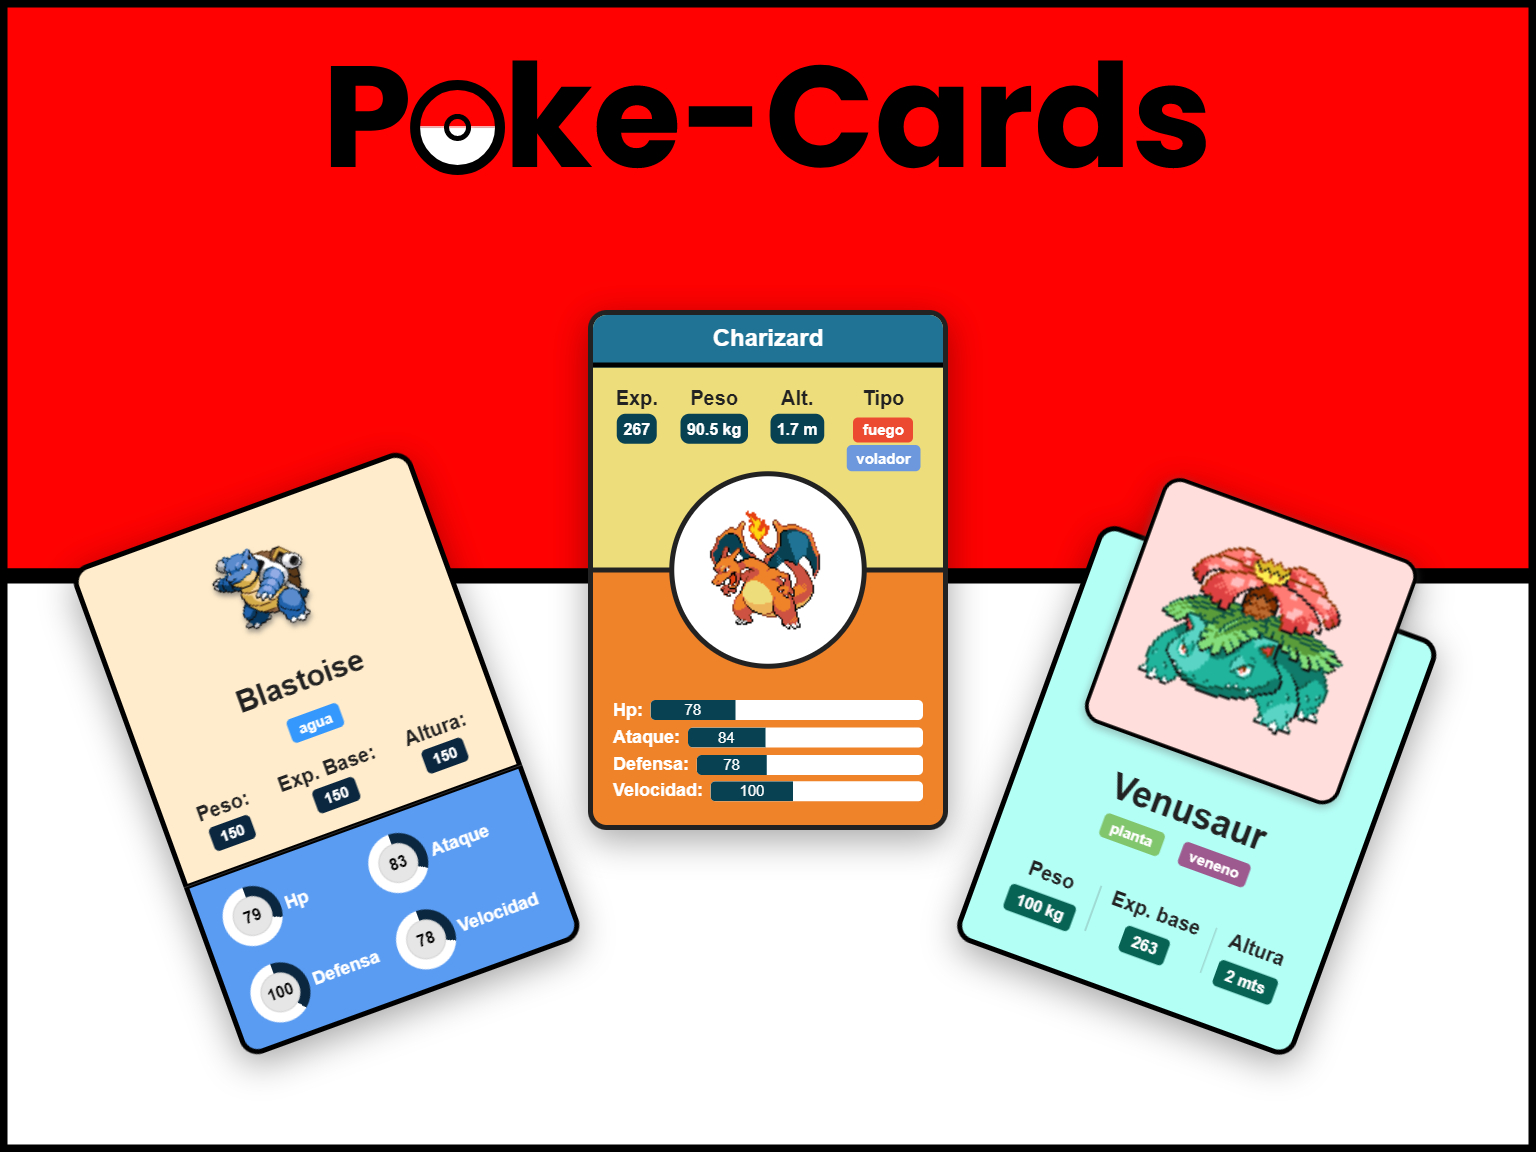 Poke-Cards
Blastoise
agua
Peso: Exp. Base: Altura:
150 150 150
79 Hp 83 Ataque
100 Defensa 78 Velocidad
Charizard
Exp. Peso Alt. Tipo
267 90.5 kg 1.7 m fuego
volador
Hp: 78
Ataque: 84
Defensa: 78
Velocidad: 100
Venusaur
planta veneno
Peso Exp. base Altura
100 kg 263 2 mts